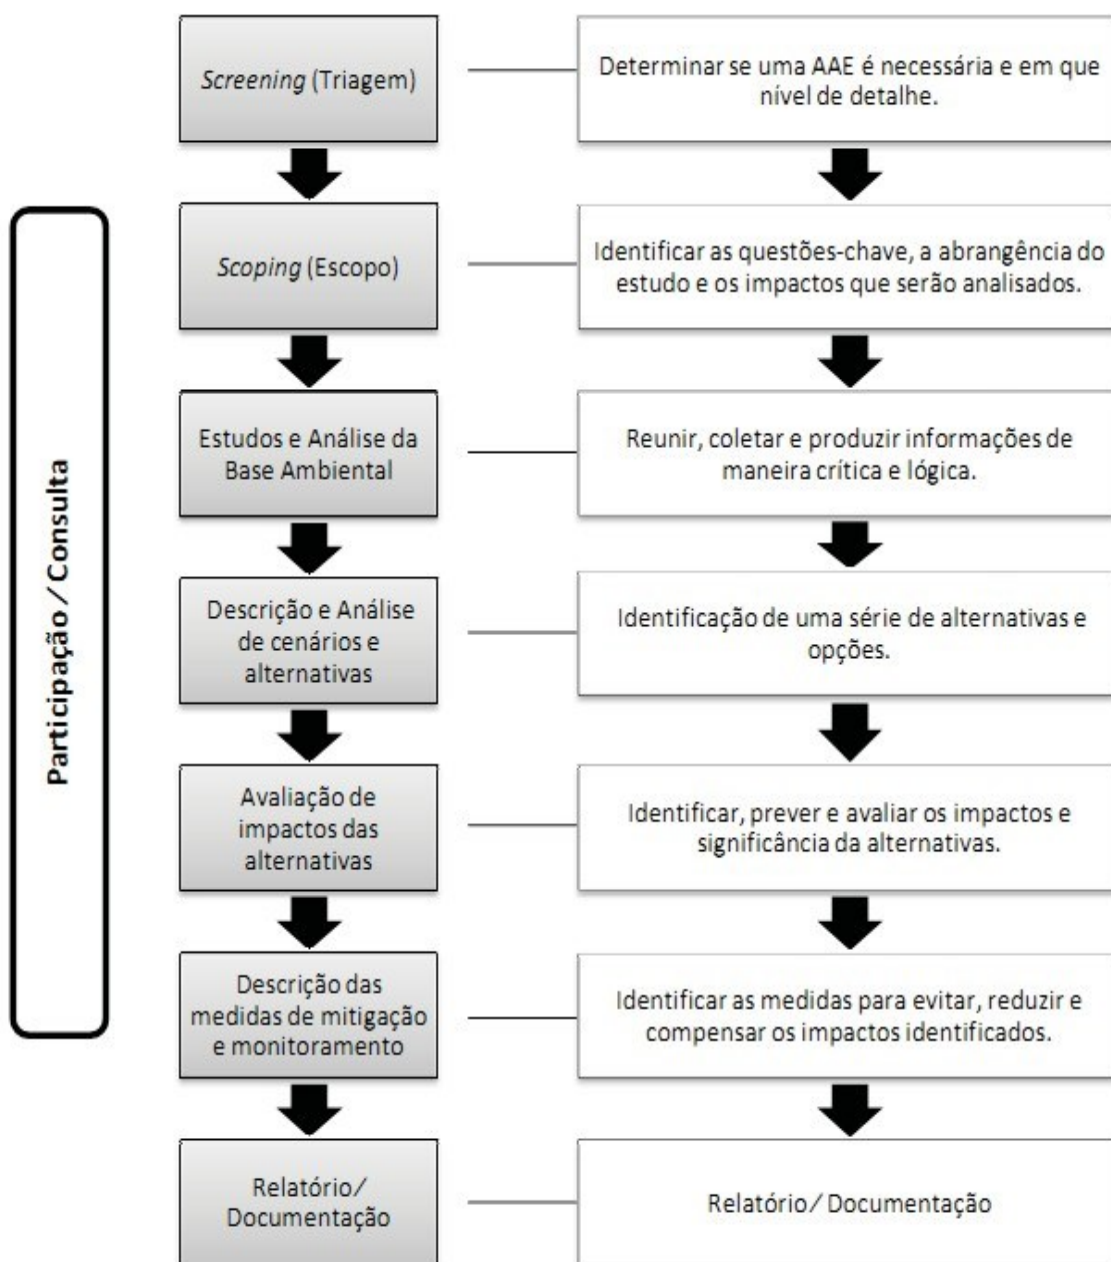 Screening (Triagem)
Determinar se uma AAE é necessária e em que
nível de detalhe.
Participação / Consulta
Scoping (Escopo)
Identificar as questões-chave, a abrangência do
estudo e os impactos que serão analisados.
Estudos e Análise da
Base Ambiental
Reunir, coletar e produzir informações de
maneira crítica e lógica.
Descrição e Análise
de cenários e
alternativas
Identificação de uma série de alternativas e
opções.
Avaliação de
impactos das
alternativas
Identificar, prever e avaliar os impactos e
significância da alternativas.
Descrição das
medidas de mitigação
e monitoramento
Identificar as medidas para evitar, reduzir e
compensar os impactos identificados.
Relatório/
Documentação
Relatório/ Documentação